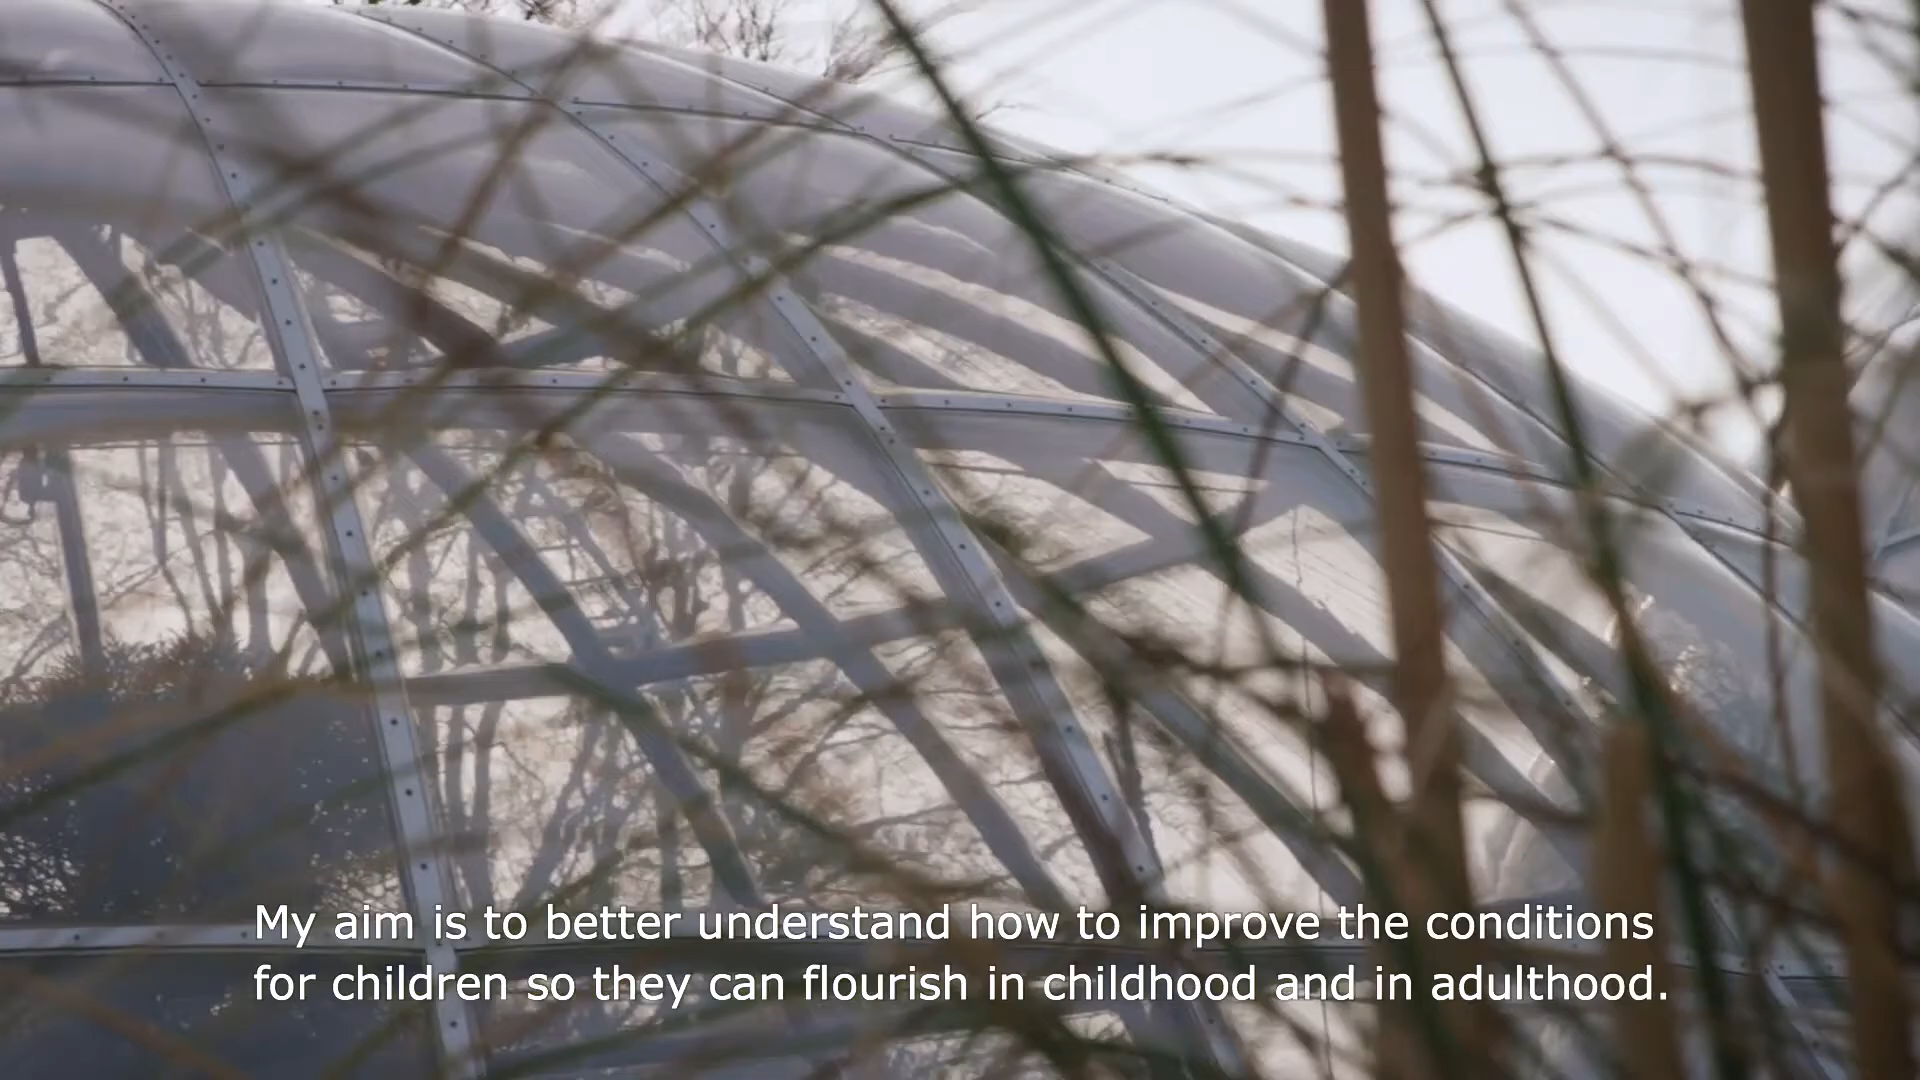 My aim is to better understand how to improve the conditions
for children so they can flourish in childhood and in adulthood.